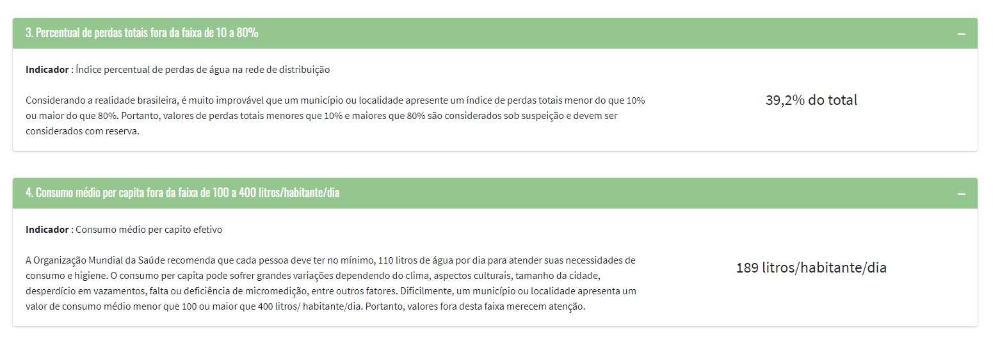 3. Percentual de perdas totais fora da faixa de 10 a 80%
Indicador : Índice percentual de perdas de água na rede de distribuição
Considerando a realidade brasileira, é muito improvável que um município ou localidade apresente um índice de perdas totais menor do que 10%
ou maior do que 80%. Portanto, valores de perdas totais menores que 10% e maiores que 80% são considerados sob suspeição e devem ser
considerados com reserva.
39,2% do total
4. Consumo médio per capita fora da faixa de 100 a 400 litros/habitante/dia
Indicador : Consumo médio per capito efetivo
A Organização Mundial da Saúde recomenda que cada pessoa deve ter no mínimo, 110 litros de água por dia para atender suas necessidades de
consumo e higiene. O consumo per capita pode sofrer grandes variações dependendo do clima, aspectos culturais, tamanho da cidade,
desperdício em vazamentos, falta ou deficiência de micromedição, entre outros fatores. Dificilmente, um município ou localidade apresenta um
valor de consumo médio menor que 100 ou maior que 400 litros/ habitante/dia. Portanto, valores fora desta faixa merecem atenção.
189 litros/habitante/dia